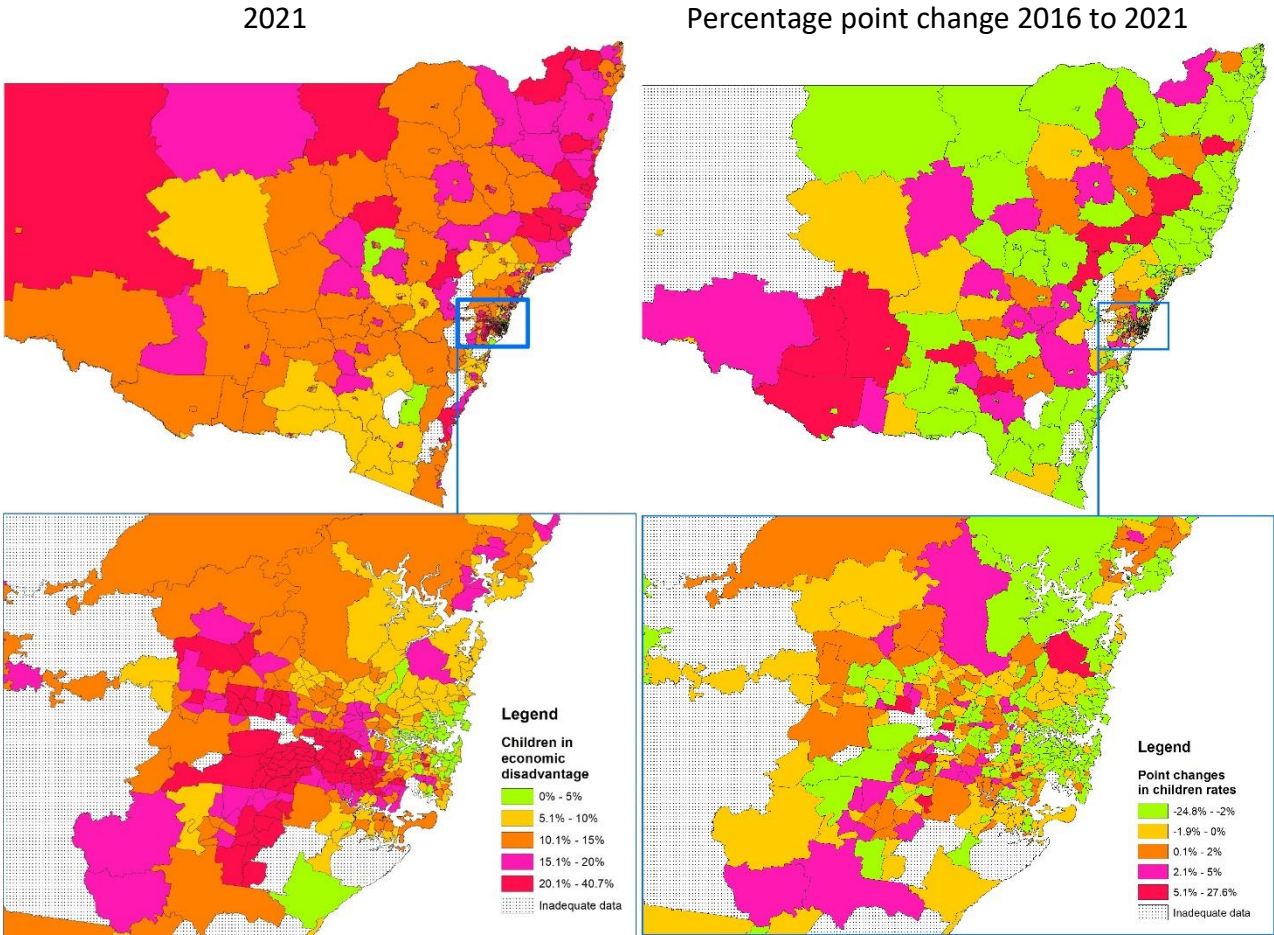 2021
Percentage point change 2016 to 2021
Legend
Children in
economic
disadvantage
0% - 5%
5.1% - 10%
10.1% - 15%
15.1% - 20%
20.1% - 40.7%
Inadequate data
Legend
Point changes
in children rates
-24.8% - -2%
-1.9% - 0%
0.1% - 2%
2.1% - 5%
5.1% - 27.6%
Inadequate data